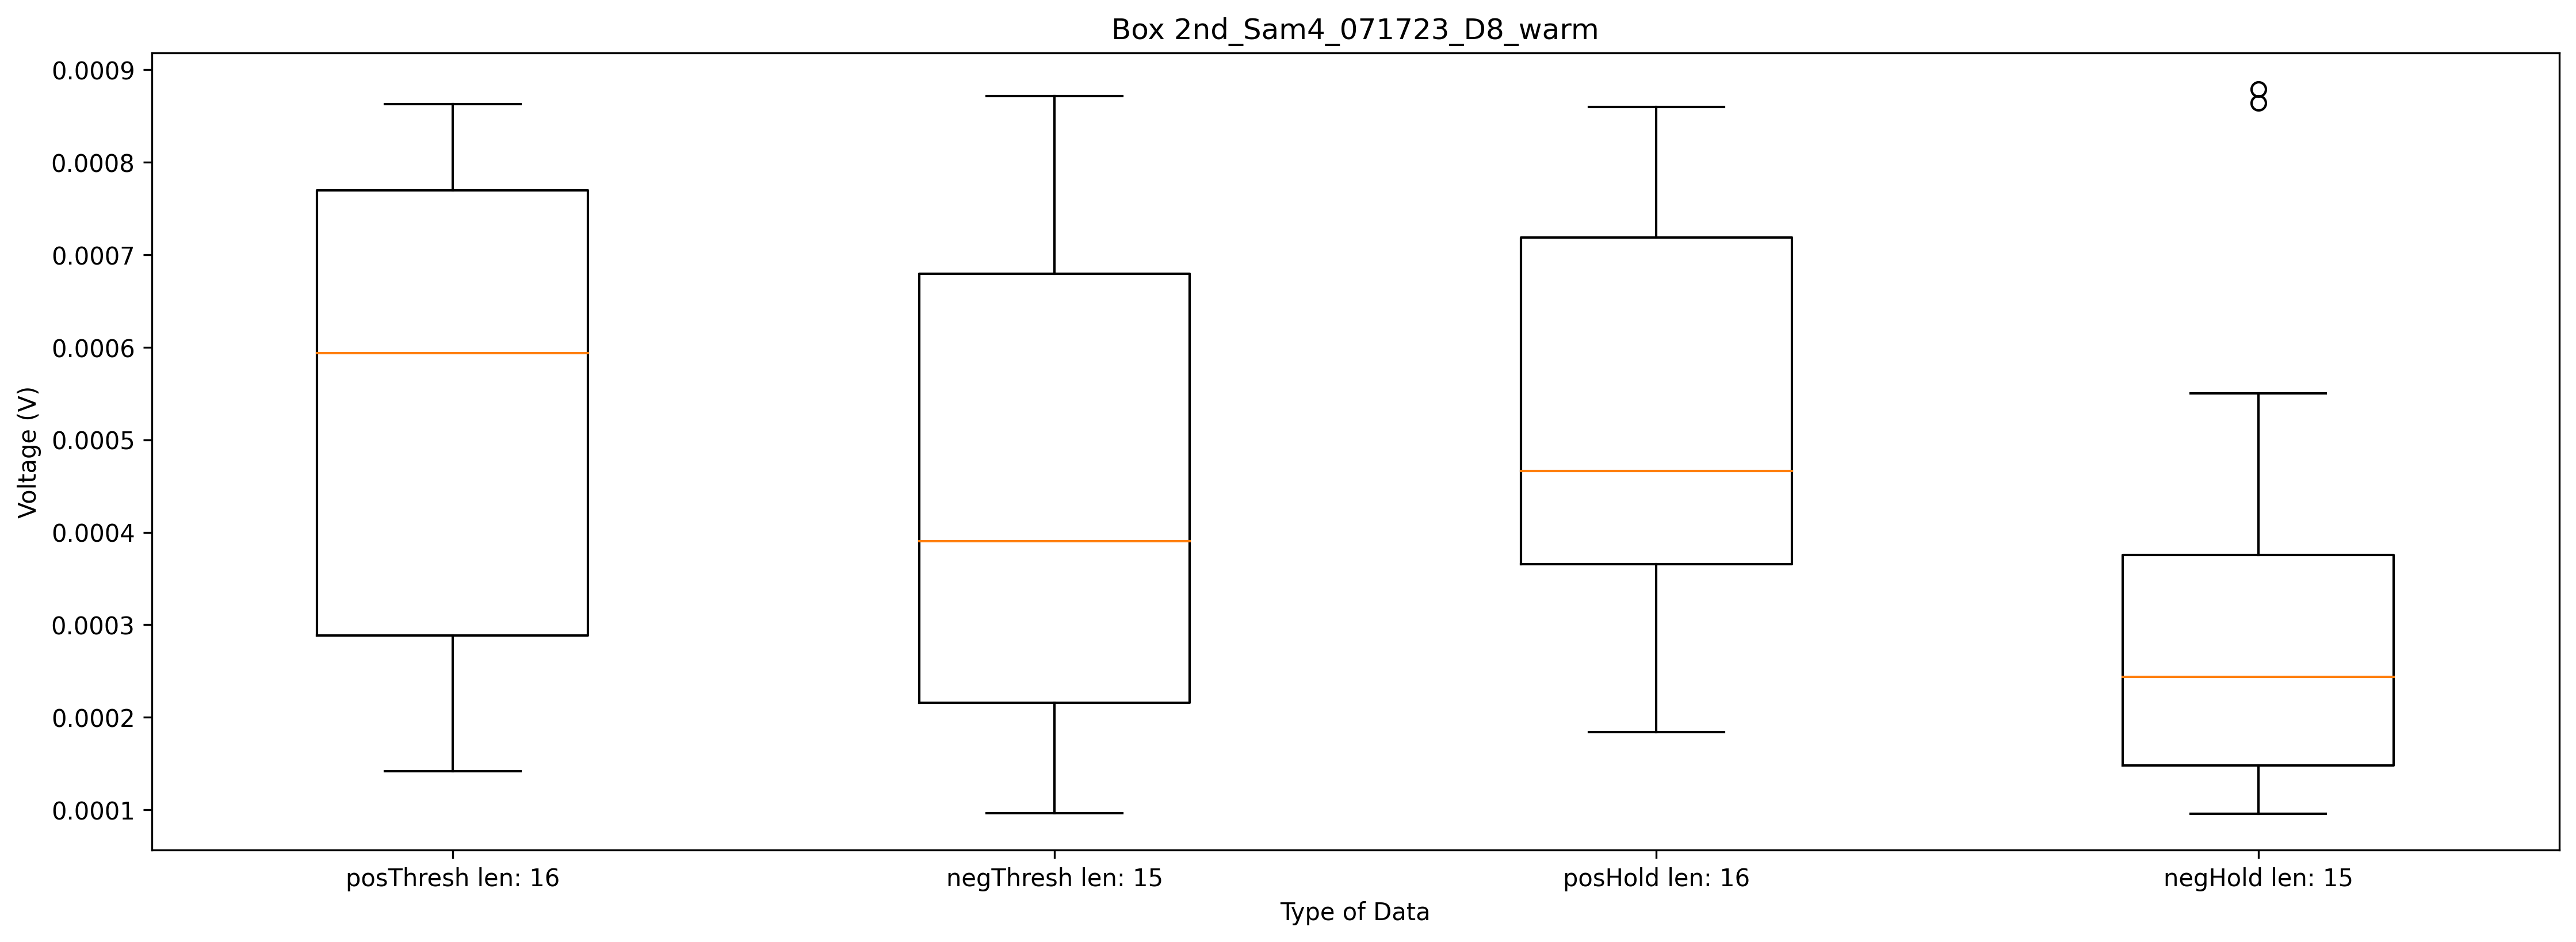 Box 2nd_Sam4_071723_D8_warm
0.0009
0.0008
0.0007
0.0006
0.0005
0.0004
0.0003
0.0002
0.0001
Voltage (V)
posThresh len: 16
negThresh len: 15
posHold len: 16
negHold len: 15
Type of Data